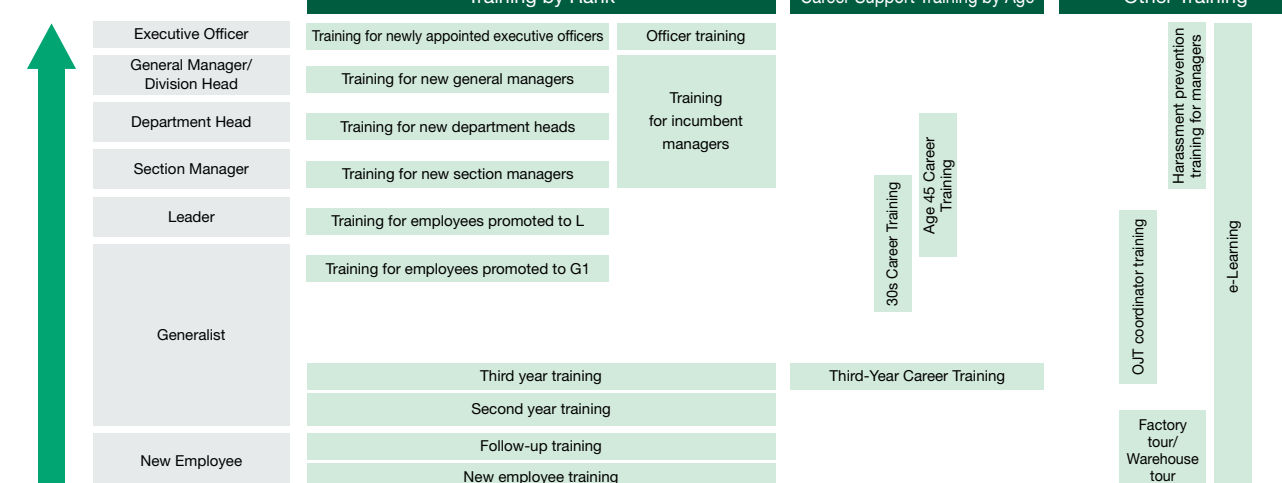 Training by Rank
Career Support Training by Age
Other Training
Executive Officer
Training for newly appointed executive officers
Officer training
General Manager/
Division Head
Training for new general managers
Training
for incumbent
managers
Department Head
Training for new department heads
Section Manager
Training for new section managers
Leader
Training for employees promoted to L
Generalist
Training for employees promoted to G1
Third year training
Second year training
New Employee
Follow-up training
New employee training
30s Career Training
Age 45 Career
Training
Third-Year Career Training
Harassment prevention
training for managers
OJT coordinator training
e-Learning
Factory
tour/
Warehouse
tour